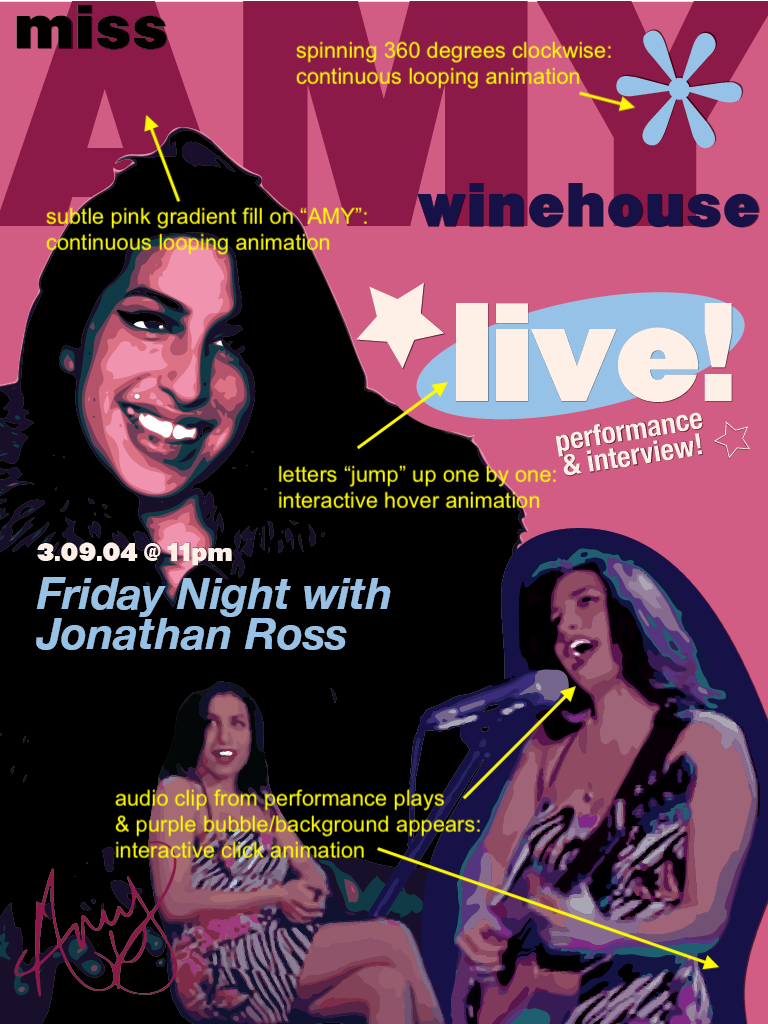 miss
AMY
spinning 360 degrees clockwise:
continuous looping animation
winehouse
subtle pink gradient fill on “AMY”:
continuous looping animation
live!
performance
& interview!
letters “jump” up one by one:
interactive hover animation
3.09.04 @ 11pm
Friday Night with
Jonathan Ross
audio clip from performance plays
& purple bubble/background appears:
interactive click animation
Amy